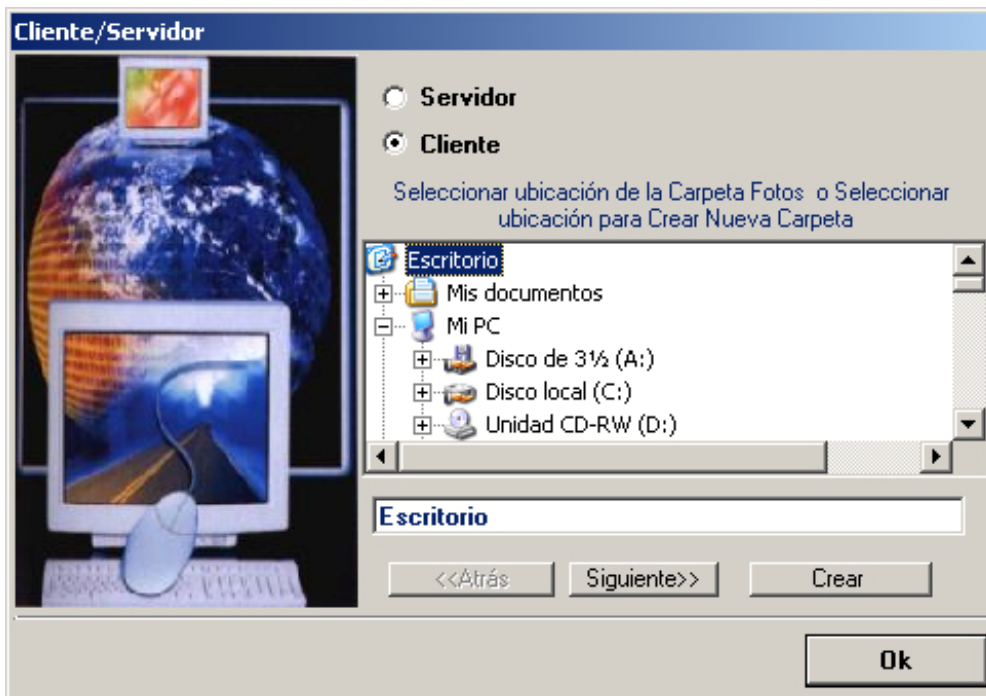 Cliente/Servidor
Servidor
Cliente
Seleccionar ubicación de la Carpeta Fotos o Seleccionar
ubicación para Crear Nueva Carpeta
Escritorio
Mis documentos
Mi PC
Disco de 3½ (A:)
Disco local (C:)
Unidad CD-RW (D:)
Escritorio
<<Atrás Siguiente>> Crear
Ok